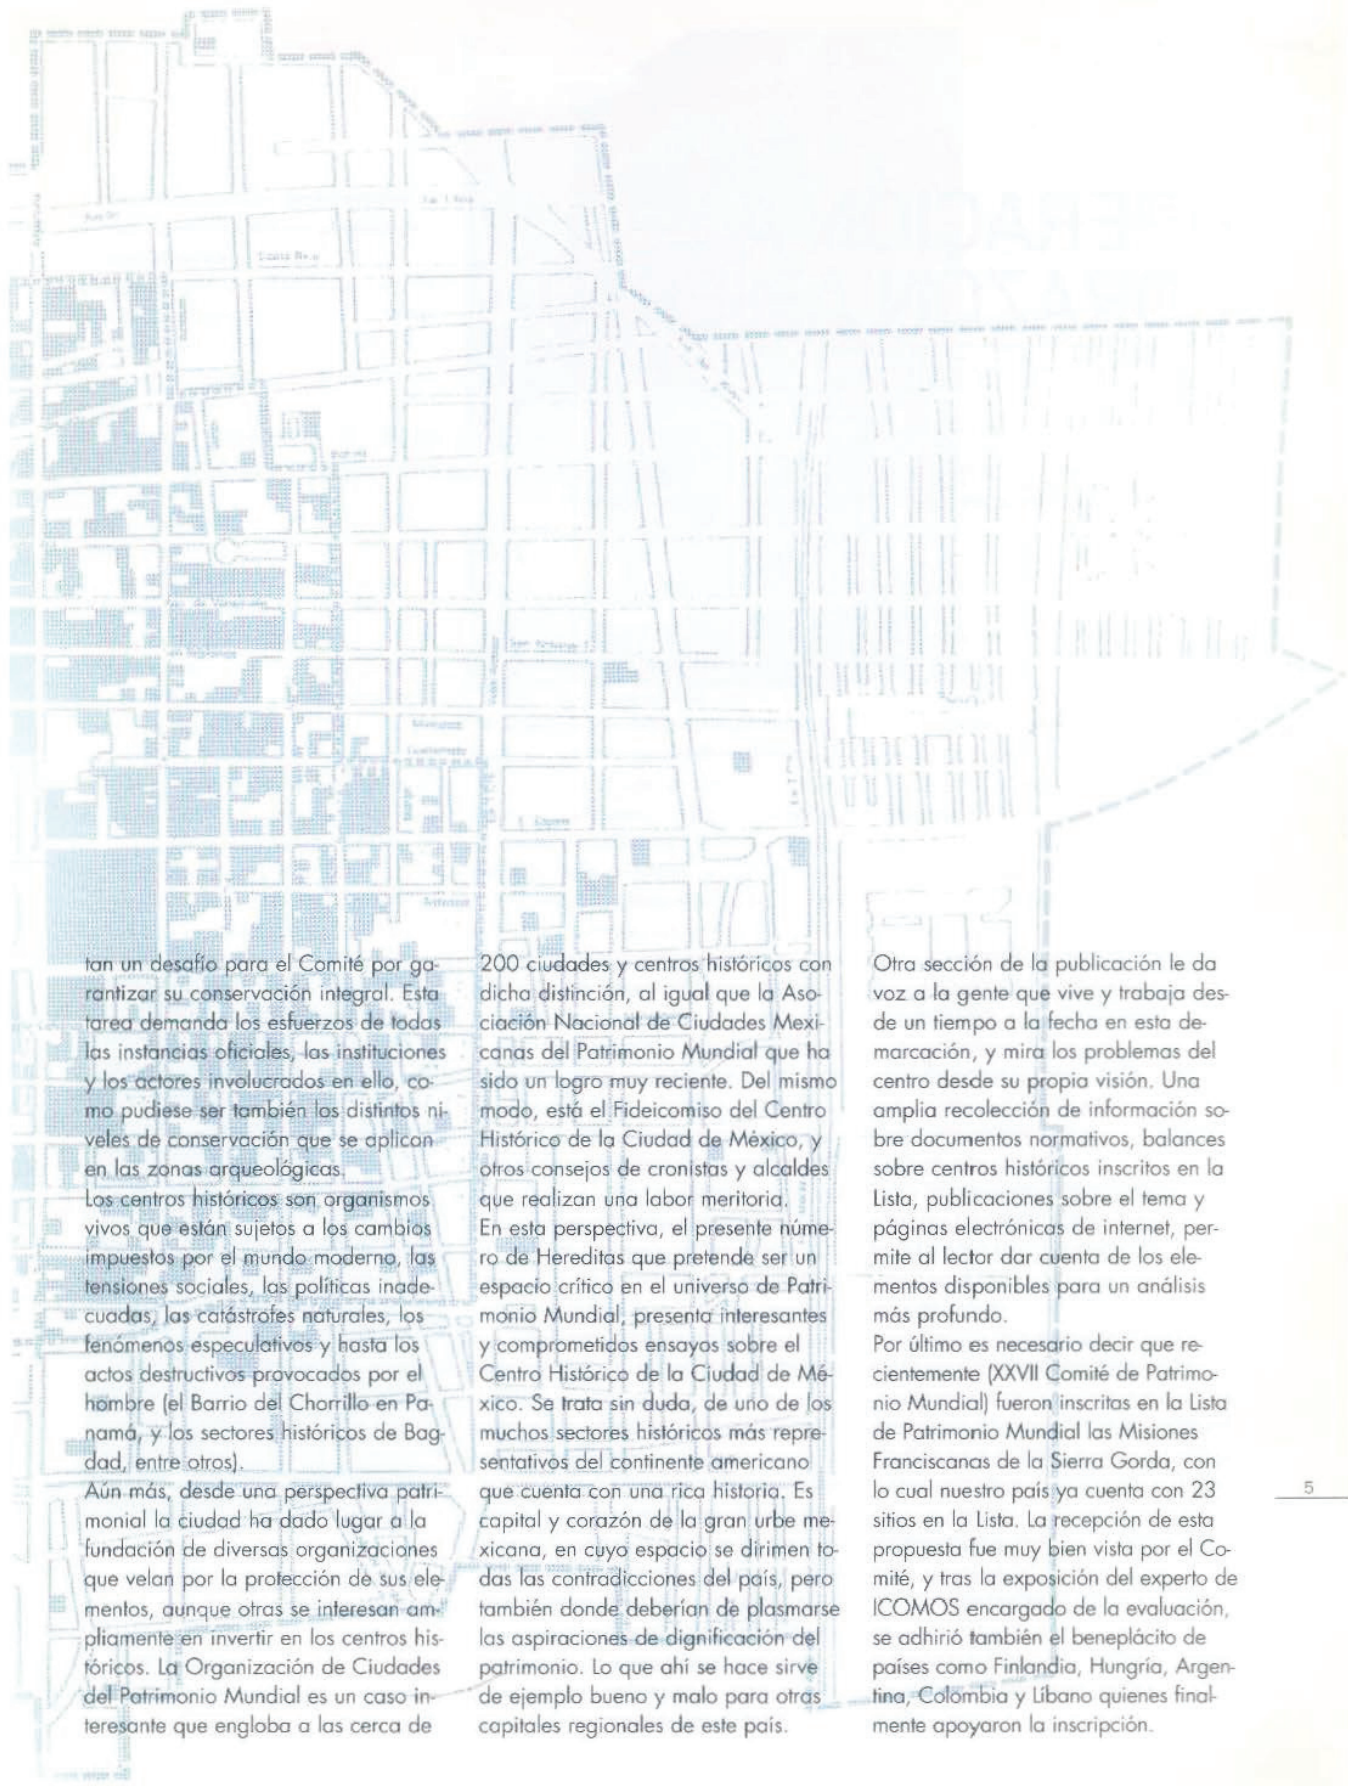 tan un desafío para el Comité por ga-
rantizar su conservación integral. Esta
tarea demanda los esfuerzos de todas
las instancias oficiales, las instituciones
y los actores involucrados en ello, co-
mo pudiese ser también los distintos ni-
veles de conservación que se aplican
en las zonas arqueológicas.
Los centros históricos son organismos
vivos que están sujetos a los cambios
impuestos por el mundo moderno, las
tensiones sociales, las políticas inade-
cuadas, las catástrofes naturales, los
fenómenos especulativos y hasta los
actos destructivos provocados por el
hombre (el Barrio del Chorrillo en Pa-
namá, y los sectores históricos de Bag-
dad, entre otros).
Aún más, desde una perspectiva patri-
monial la ciudad ha dado lugar a la
fundación de diversas organizaciones
que velan por la protección de sus ele-
mentos, aunque otras se interesan am-
pliamente en invertir en los centros his-
tóricos. La Organización de Ciudades
del Patrimonio Mundial es un caso in-
teresante que engloba a las cerca de
200 ciudades y centros históricos con
dicha distinción, al igual que la Aso-
ciación Nacional de Ciudades Mexi-
canas del Patrimonio Mundial que ha
sido un logro muy reciente. Del mismo
modo, está el Fideicomiso del Centro
Histórico de la Ciudad de México, y
otros consejos de cronistas y alcaldes
que realizan una labor meritoria.
En esta perspectiva, el presente núme-
ro de Hereditas que pretende ser un
espacio crítico en el universo de Patri-
monio Mundial, presenta interesantes
y comprometidos ensayos sobre el
Centro Histórico de la Ciudad de Mé-
xico. Se trata sin duda, de uno de los
muchos sectores históricos más repre-
sentativos del continente americano
que cuenta con una rica historia. Es
capital y corazón de la gran urbe me-
xicana, en cuyo espacio se dirimen to-
das las contradicciones del país, pero
también donde deberían de plasmarse
las aspiraciones de dignificación del
patrimonio. Lo que ahí se hace sirve
de ejemplo bueno y malo para otras
capitales regionales de este país.
Otra sección de la publicación le da
voz a la gente que vive y trabaja des-
de un tiempo a la fecha en esta de-
marcación, y mira los problemas del
centro desde su propia visión. Una
amplia recolección de información so-
bre documentos normativos, balances
sobre centros históricos inscritos en la
Lista, publicaciones sobre el tema y
páginas electrónicas de internet, per-
mite al lector dar cuenta de los ele-
mentos disponibles para un análisis
más profundo.
Por último es necesario decir que re-
cientemente (XXVII Comité de Patrimo-
nio Mundial) fueron inscritas en la Lista
de Patrimonio Mundial las Misiones
Franciscanas de la Sierra Gorda, con
lo cual nuestro país ya cuenta con 23
sitios en la Lista. La recepción de esta
propuesta fue muy bien vista por el Co-
mité, y tras la exposición del experto de
ICOMOS encargado de la evaluación,
se adhirió también el beneplácito de
países como Finlandia, Hungría, Argen-
tina, Colombia y Líbano quienes final-
mente apoyaron la inscripción.
5